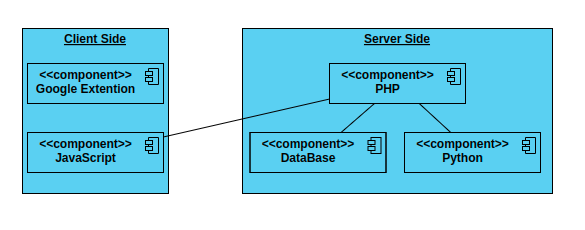 Client Side
<<component>>
Google Extention
<<component>>
JavaScript
Server Side
<<component>>
PHP
<<component>>
DataBase
<<component>>
Python